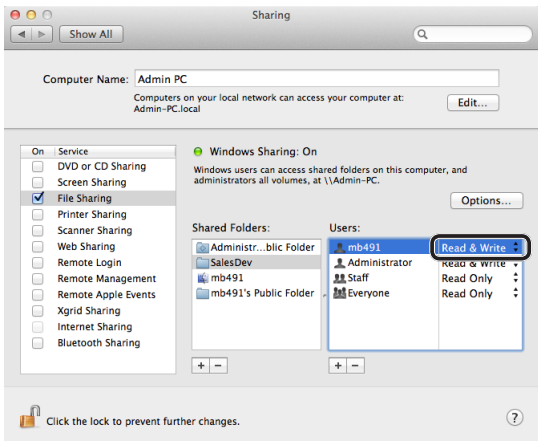 Sharing
Show All
Computer Name: Admin PC
Computers on your local network can access your computer at:
Admin-PC.local
Edit...
On Service
DVD or CD Sharing
Screen Sharing
File Sharing
Printer Sharing
Scanner Sharing
Web Sharing
Remote Login
Remote Management
Remote Apple Events
Xgrid Sharing
Internet Sharing
Bluetooth Sharing
Windows Sharing: On
Windows users can access shared folders on this computer, and
administrators all volumes, at \\Admin-PC.
Options...
Shared Folders:
Administr...blic Folder
SalesDev
mb491
mb491's Public Folder
+ −
Users:
mb491 Read & Write
Administrator Read & Write
Staff Read Only
Everyone Read Only
+ −
Click the lock to prevent further changes.
?